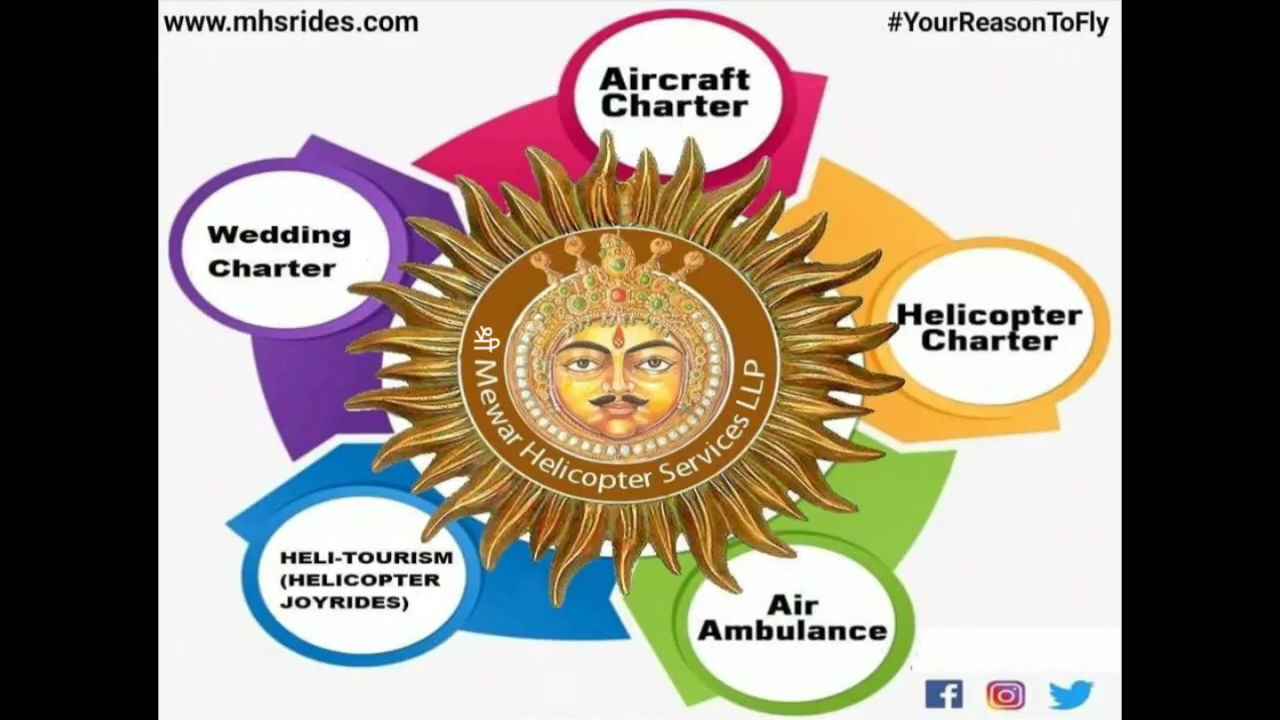 www.mhsrides.com
#YourReasonToFly
Aircraft
Charter
Wedding
Charter
Helicopter
Charter
श्री Mewar Helicopter Services LLP
HELI-TOURISM
(HELICOPTER
JOYRIDES)
Air
Ambulance